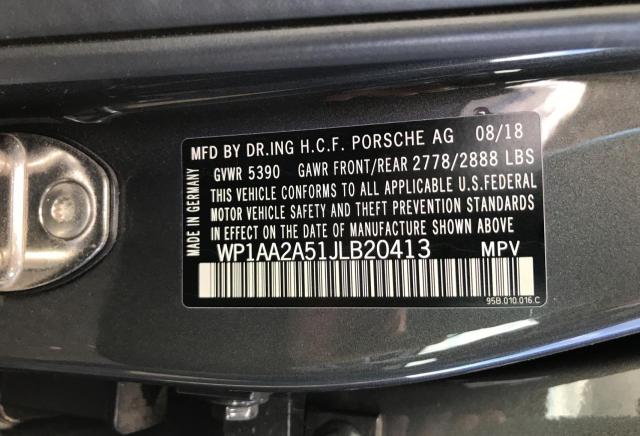 MFD BY DR.ING H.C.F. PORSCHE AG 08/18
GVWR 5390 GAWR FRONT/REAR 2778/2888 LBS
THIS VEHICLE CONFORMS TO ALL APPLICABLE U.S.FEDERAL
MOTOR VEHICLE SAFETY AND THEFT PREVENTION STANDARDS
IN EFFECT ON THE DATE OF MANUFACTURE SHOWN ABOVE
WP1AA2A51JLB20413 MPV
95B.010.016.C
MADE IN GERMANY